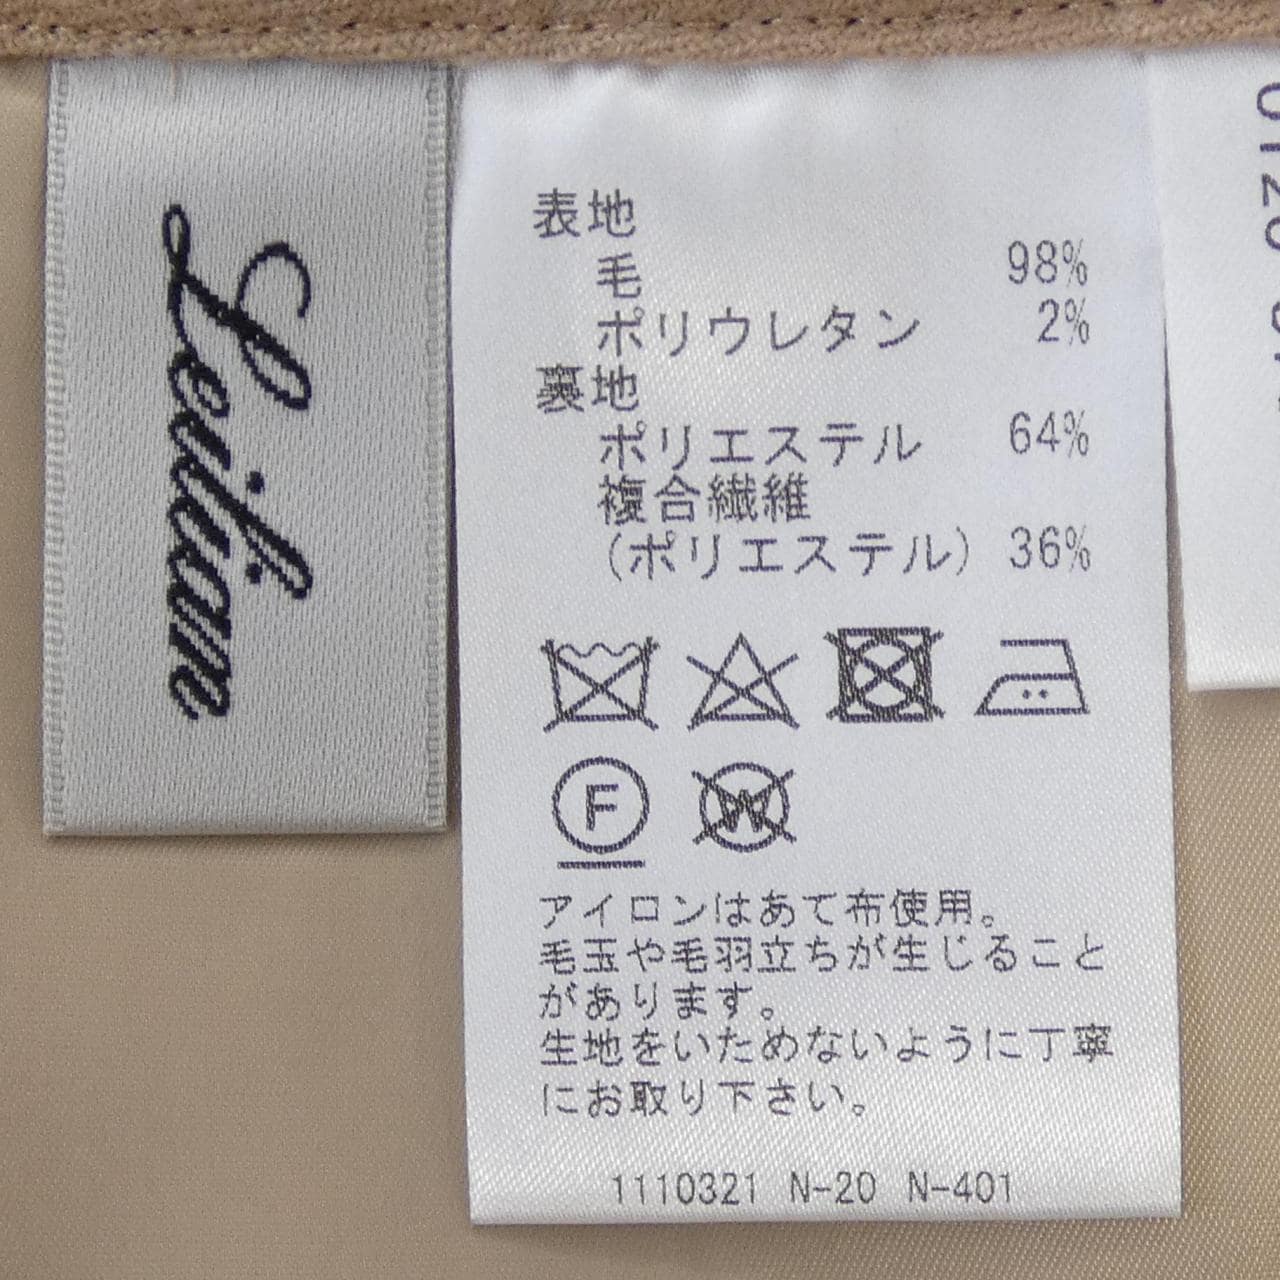 Leilian
表地
毛 98%
ポリウレタン 2%
裏地
ポリエステル 64%
複合繊維
(ポリエステル) 36%
F
W
アイロンはあて布使用。
毛玉や毛羽立ちが生じること
があります。
生地をいためないように丁寧
にお取り下さい。
1110321 N-20 N-401